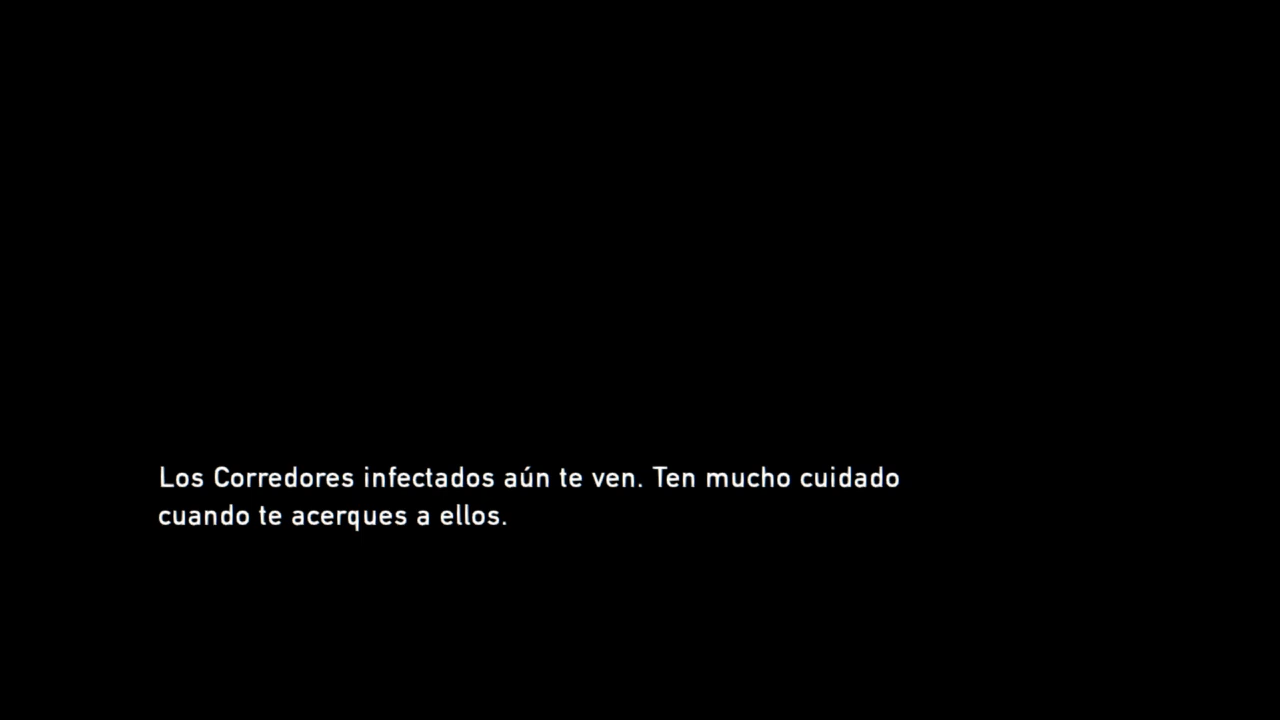 Los Corredores infectados aún te ven. Ten mucho cuidado
cuando te acerques a ellos.